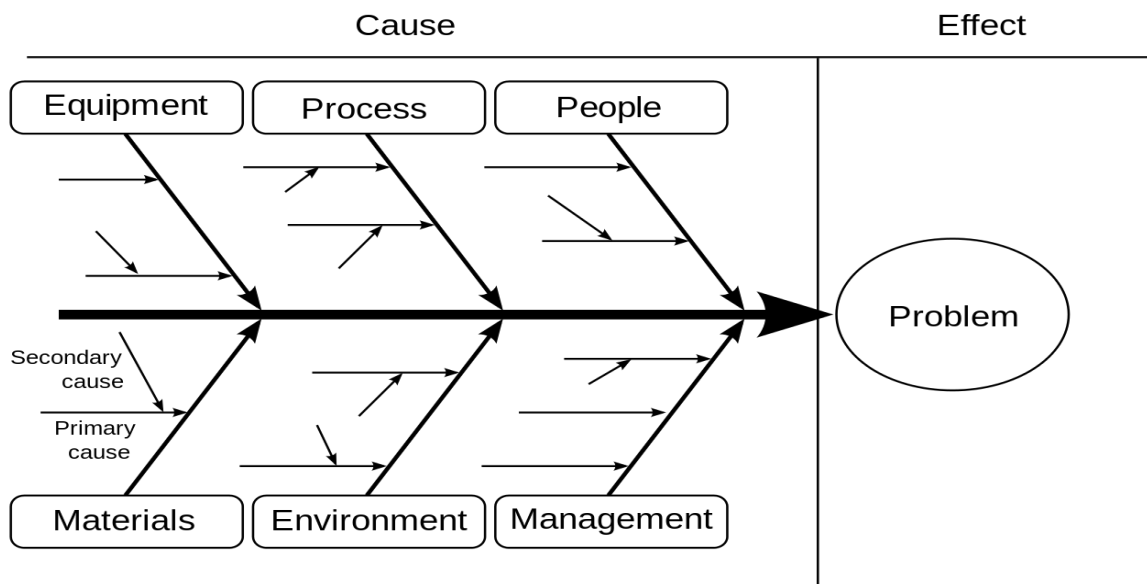 Cause
Effect
Equipment
Process
People
Problem
Secondary
cause
Primary
cause
Materials
Environment
Management